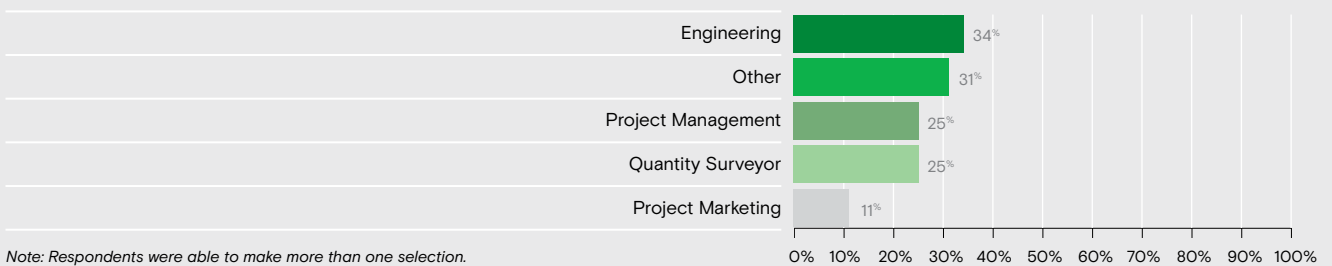 Engineering 34%
Other 31%
Project Management 25%
Quantity Surveyor 25%
Project Marketing 11%
0% 10% 20% 30% 40% 50% 60% 70% 80% 90% 100%
Note: Respondents were able to make more than one selection.